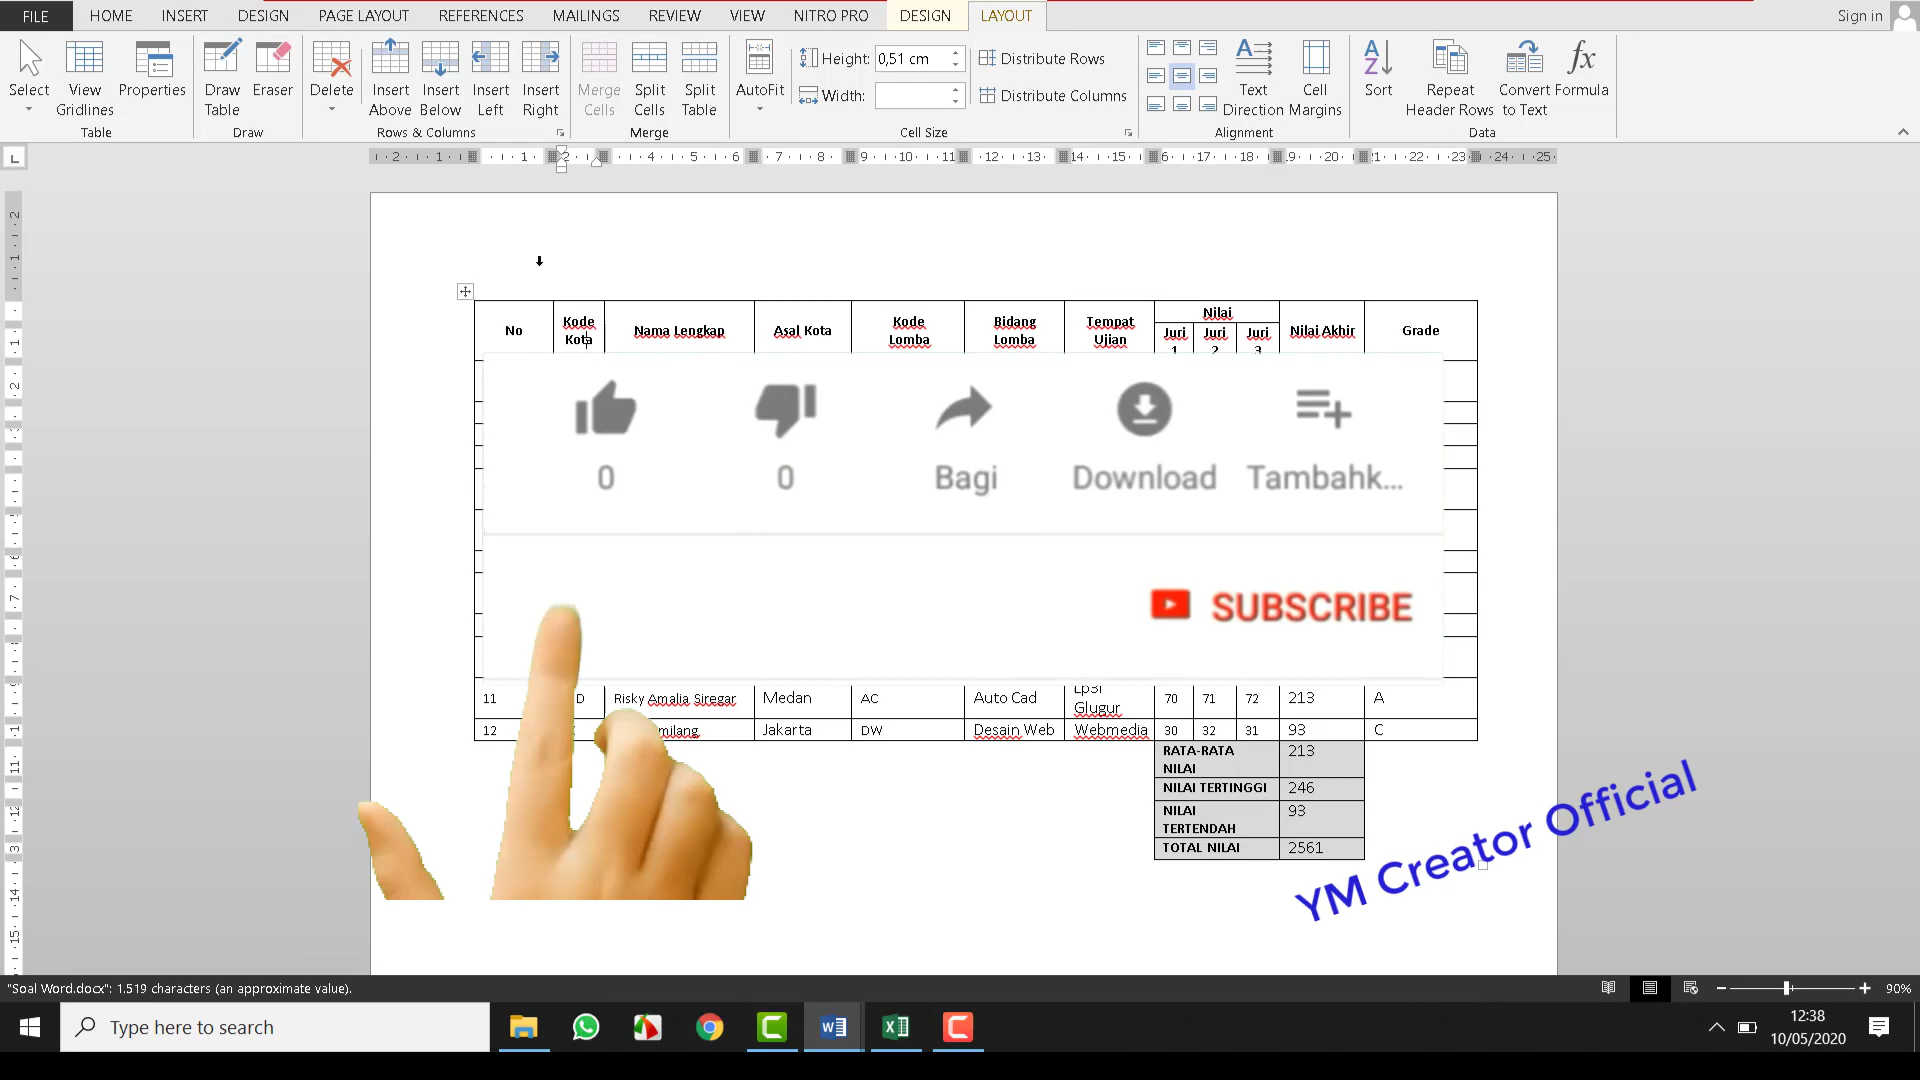 FILE HOME INSERT DESIGN PAGE LAYOUT REFERENCES MAILINGS REVIEW VIEW NITRO PRO DESIGN LAYOUT Sign in
Select
View Gridlines
Properties
Table
Draw Table
Eraser
Draw
Delete
Insert Above
Insert Below
Insert Left
Insert Right
Rows & Columns
Merge Cells
Split Cells
Split Table
Merge
AutoFit
Height: 0,51 cm
Width:
Distribute Rows
Distribute Columns
Cell Size
Text Direction
Cell Margins
Alignment
Sort
Repeat Header Rows
Convert to Text
Formula
Data
No
Kode Kota
Nama Lengkap
Asal Kota
Kode Lomba
Bidang Lomba
Tempat Ujian
Nilai
Juri 1
Juri 2
Juri 3
Nilai Akhir
Grade
0 0 Bagi Download Tambahk...
SUBSCRIBE
11 D Risky Amalia Siregar Medan AC Auto Cad Lp3i Glugur 70 71 72 213 A
12 milang Jakarta DW Desain Web Webmedia 30 32 31 93 C
RATA-RATA NILAI 213
NILAI TERTINGGI 246
NILAI TERTENDAH 93
TOTAL NILAI 2561
YM Creator Official
"Soal Word.docx": 1.519 characters (an approximate value).
90%
Type here to search
12:38
10/05/2020